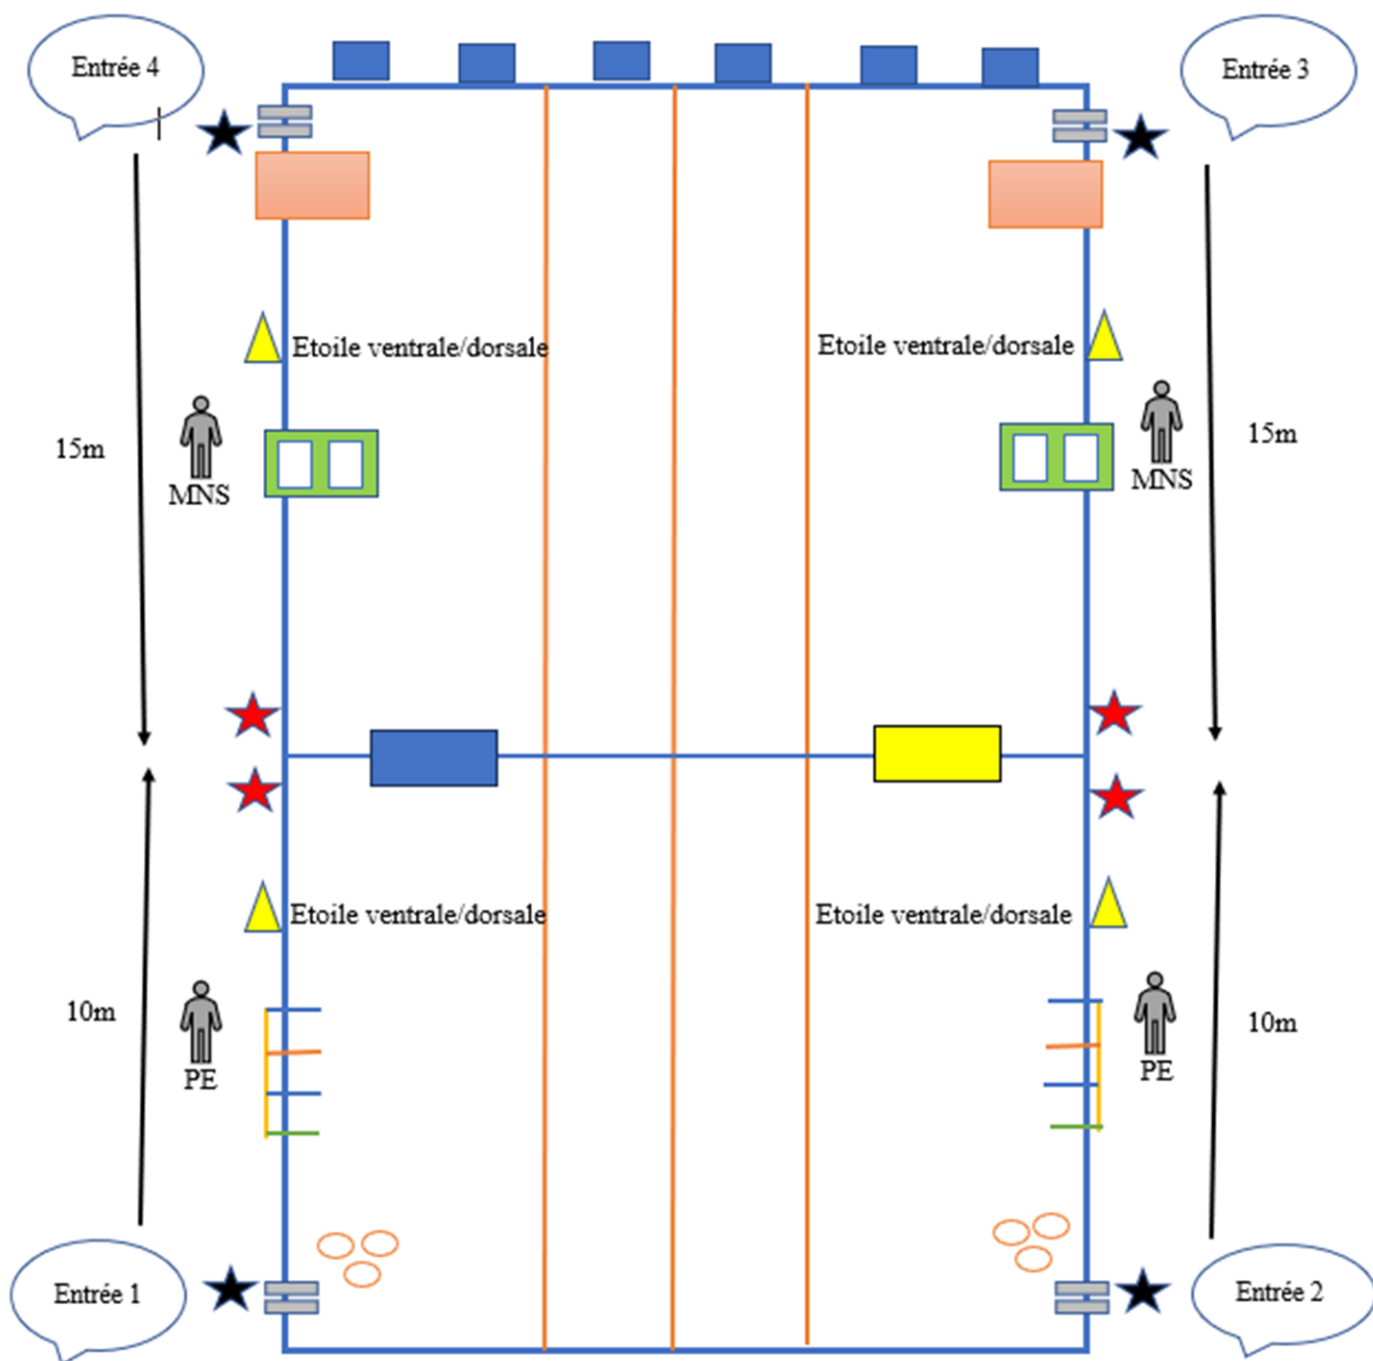 Entrée 4
Entrée 3
Etoile ventrale/dorsale
Etoile ventrale/dorsale
15m
MNS
MNS
15m
Etoile ventrale/dorsale
Etoile ventrale/dorsale
10m
PE
PE
10m
Entrée 1
Entrée 2